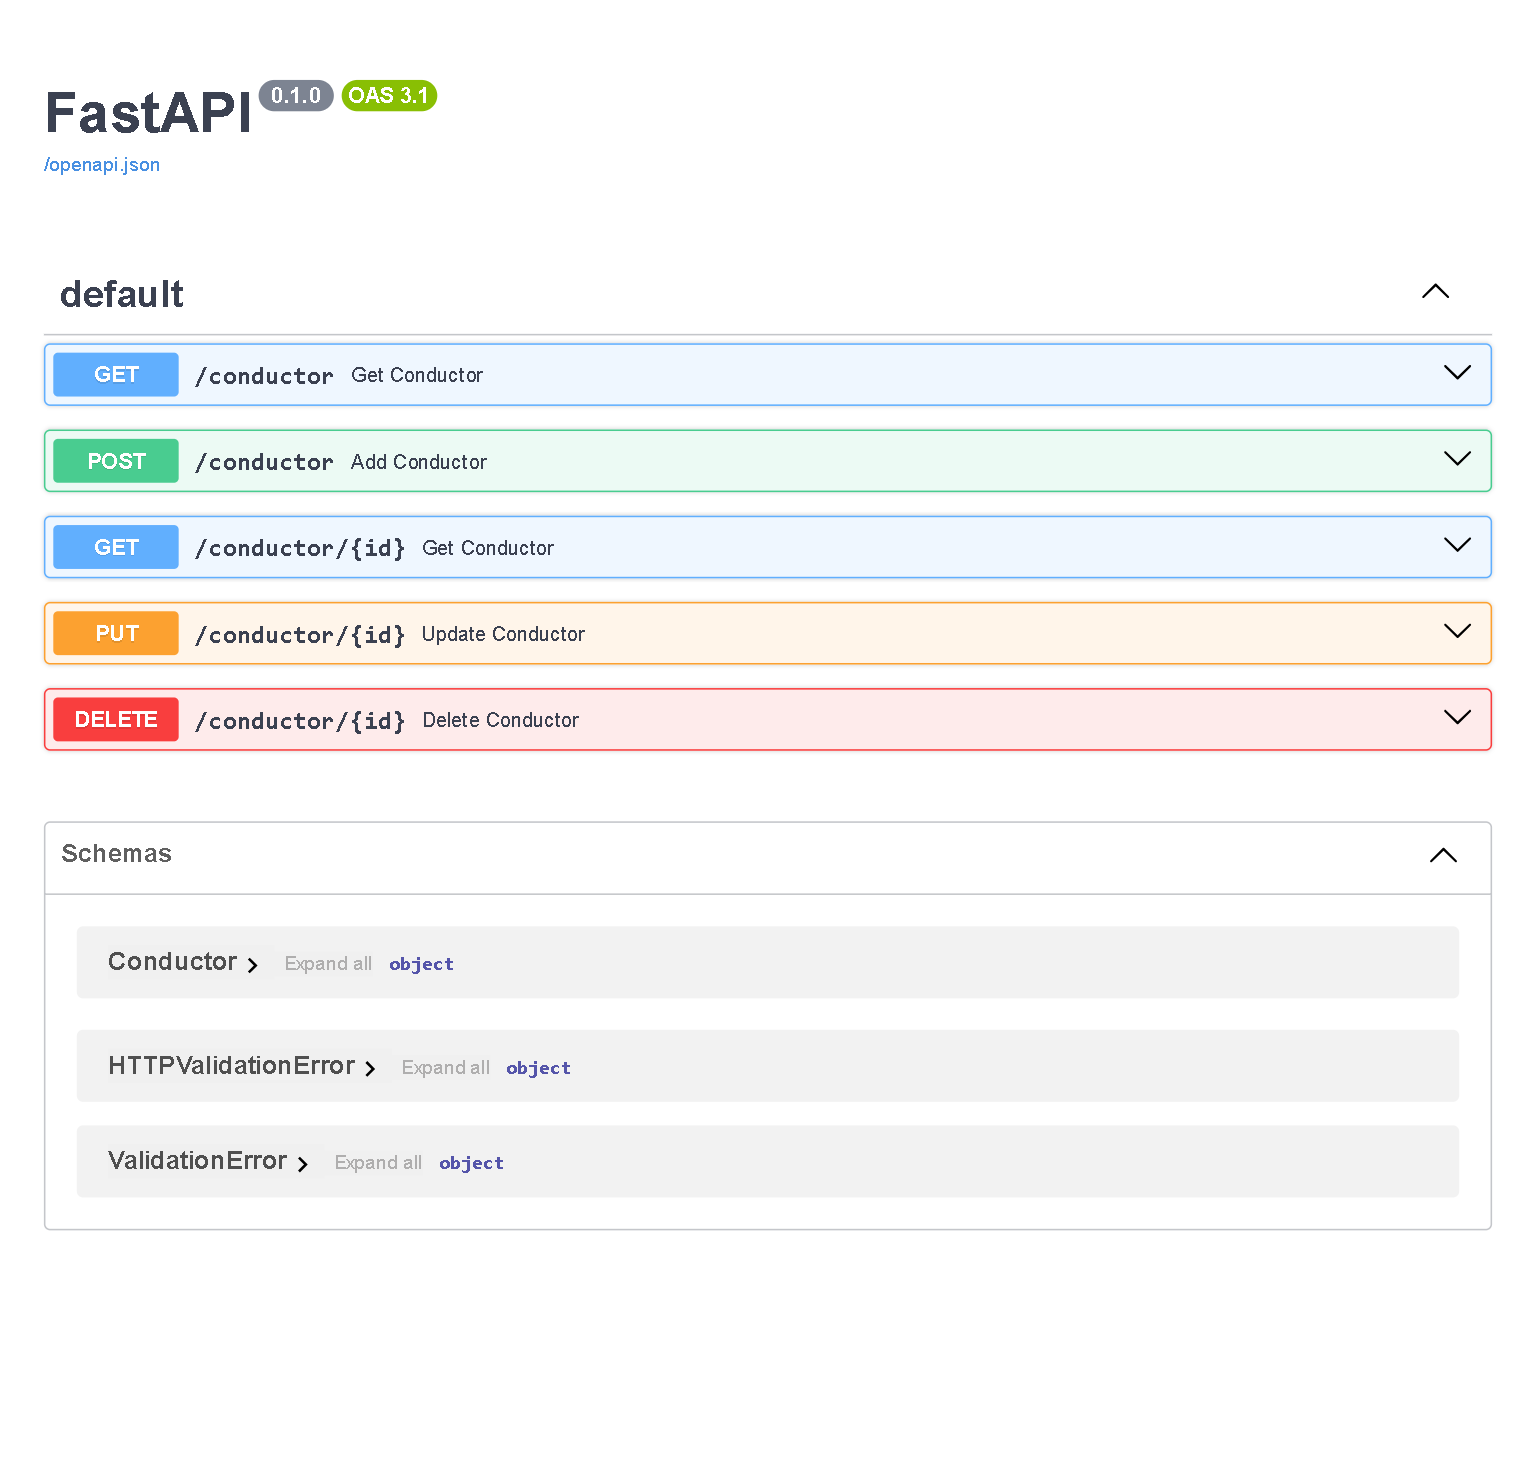 FastAPI 0.1.0 OAS 3.1
/openapi.json
default
GET /conductor Get Conductor
POST /conductor Add Conductor
GET /conductor/{id} Get Conductor
PUT /conductor/{id} Update Conductor
DELETE /conductor/{id} Delete Conductor
Schemas
Conductor Expand all object
HTTPValidationError Expand all object
ValidationError Expand all object